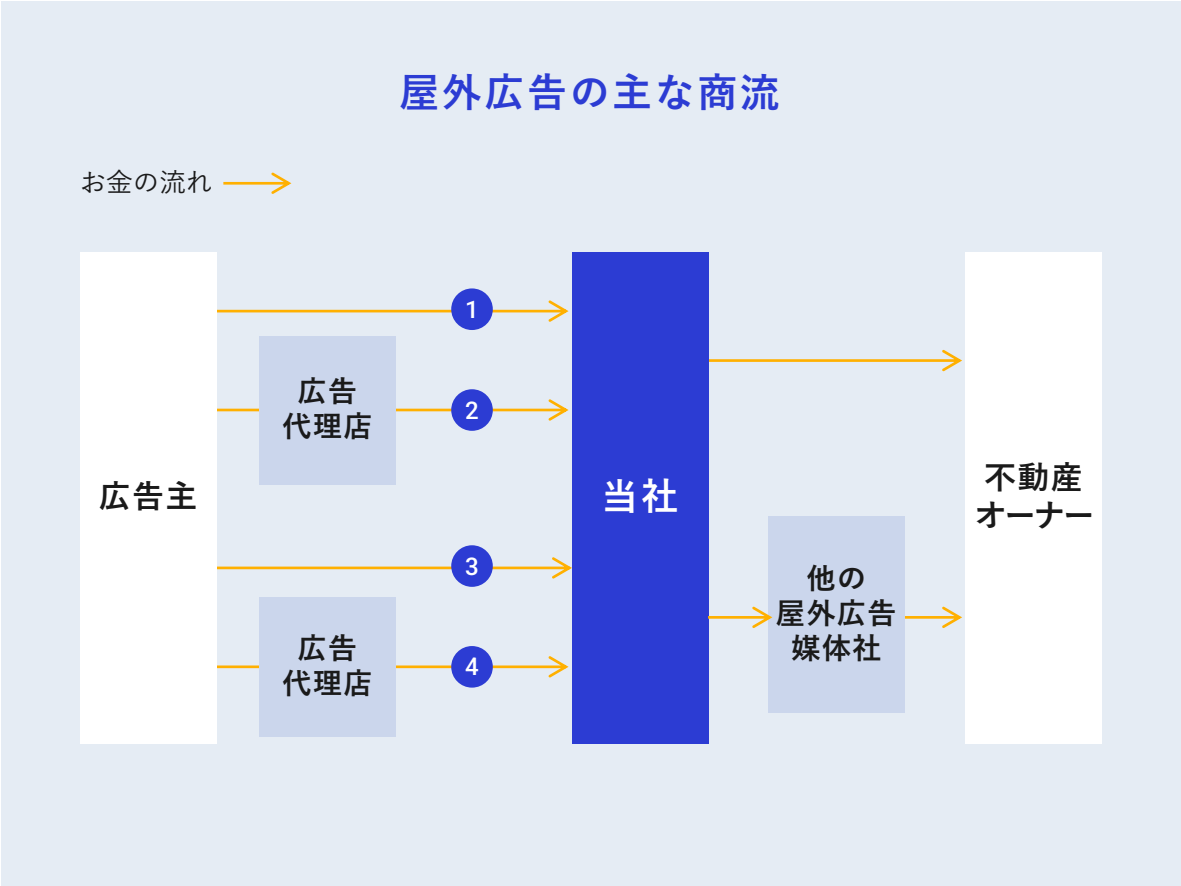 屋外広告の主な商流
お金の流れ
広告主
1
広告
代理店
2
3
広告
代理店
4
当社
他の
屋外広告
媒体社
不動産
オーナー